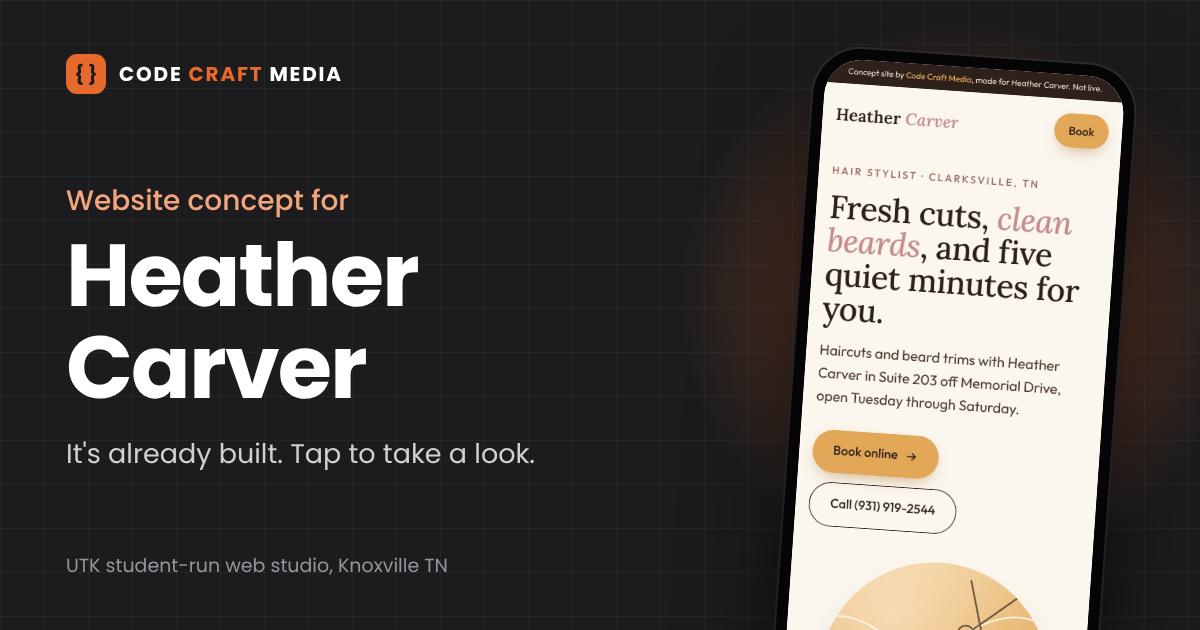 { } CODE CRAFT MEDIA
Website concept for
Heather
Carver
It's already built. Tap to take a look.
UTK student-run web studio, Knoxville TN
Concept site by Code Craft Media, made for Heather Carver. Not live.
Heather Carver
Book
HAIR STYLIST · CLARKSVILLE, TN
Fresh cuts, clean
beards, and five
quiet minutes for
you.
Haircuts and beard trims with Heather
Carver in Suite 203 off Memorial Drive,
open Tuesday through Saturday.
Book online →
Call (931) 919-2544